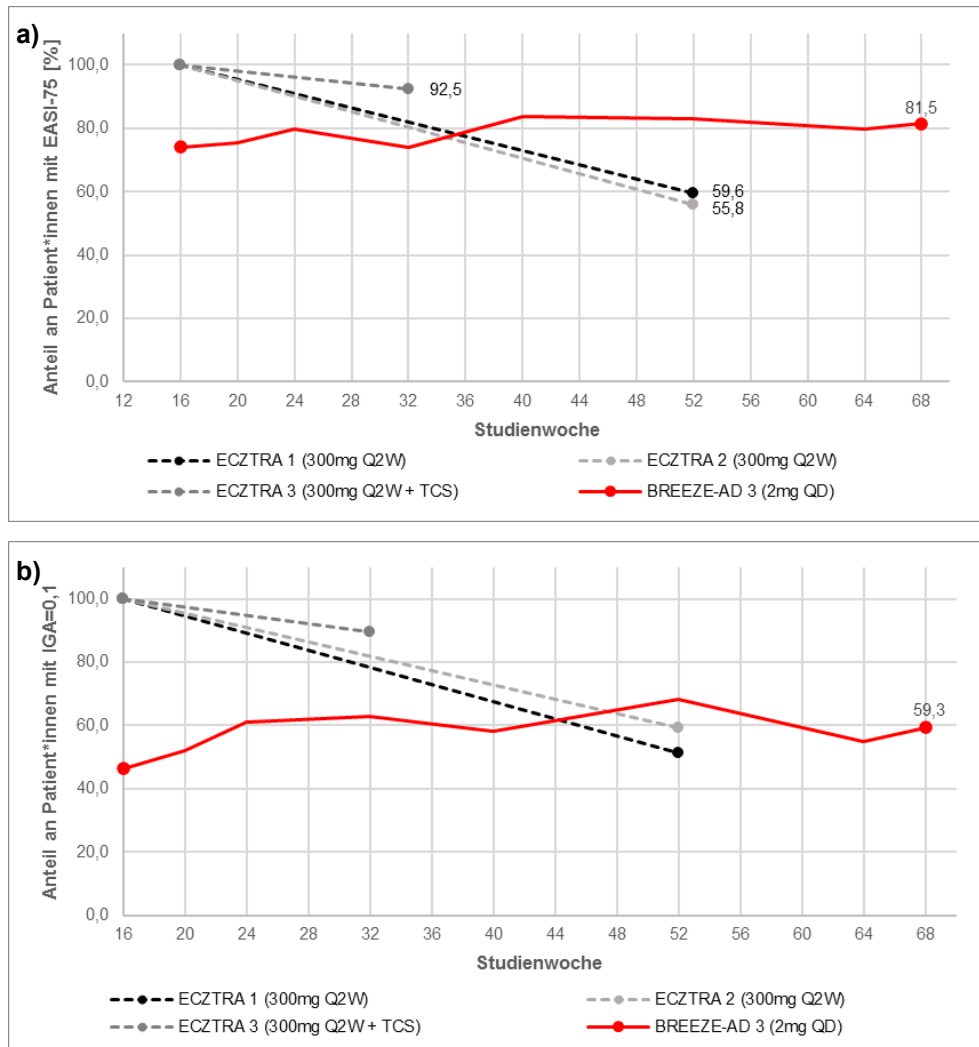 a)
Anteil an Patient*innen mit EASI-75 [%]
100,0
80,0
60,0
40,0
20,0
0,0
92,5
81,5
59,6
55,8
12 16 20 24 28 32 36 40 44 48 52 56 60 64 68
Studienwoche
ECZTRA 1 (300mg Q2W) ECZTRA 2 (300mg Q2W)
ECZTRA 3 (300mg Q2W + TCS) BREEZE-AD 3 (2mg QD)
b)
Anteil an Patient*innen mit IGA=0,1
100,0
80,0
60,0
40,0
20,0
0,0
59,3
16 20 24 28 32 36 40 44 48 52 56 60 64 68
Studienwoche
ECZTRA 1 (300mg Q2W) ECZTRA 2 (300mg Q2W)
ECZTRA 3 (300mg Q2W + TCS) BREEZE-AD 3 (2mg QD)